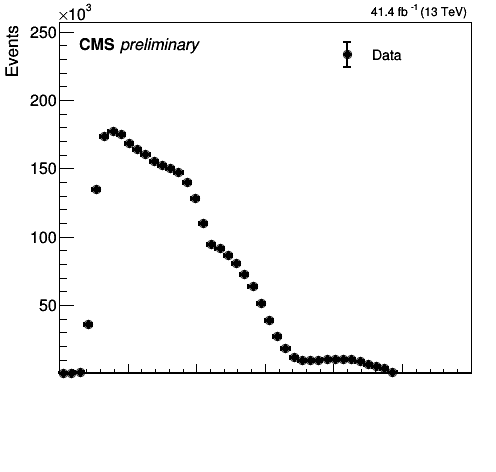 ×10³
41.4 fb⁻¹ (13 TeV)
Events
CMS preliminary
Data
250
200
150
100
50